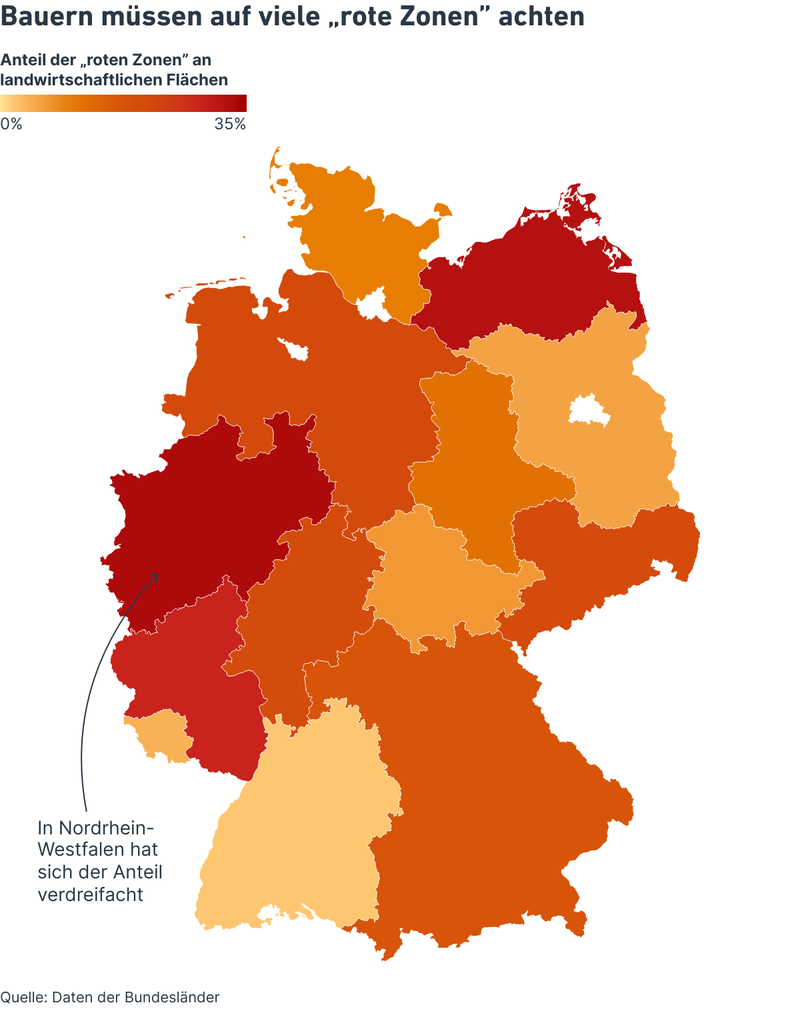 Bauern müssen auf viele „rote Zonen” achten
Anteil der „roten Zonen” an
landwirtschaftlichen Flächen
0% 35%
In Nordrhein-
Westfalen hat
sich der Anteil
verdreifacht
Quelle: Daten der Bundesländer